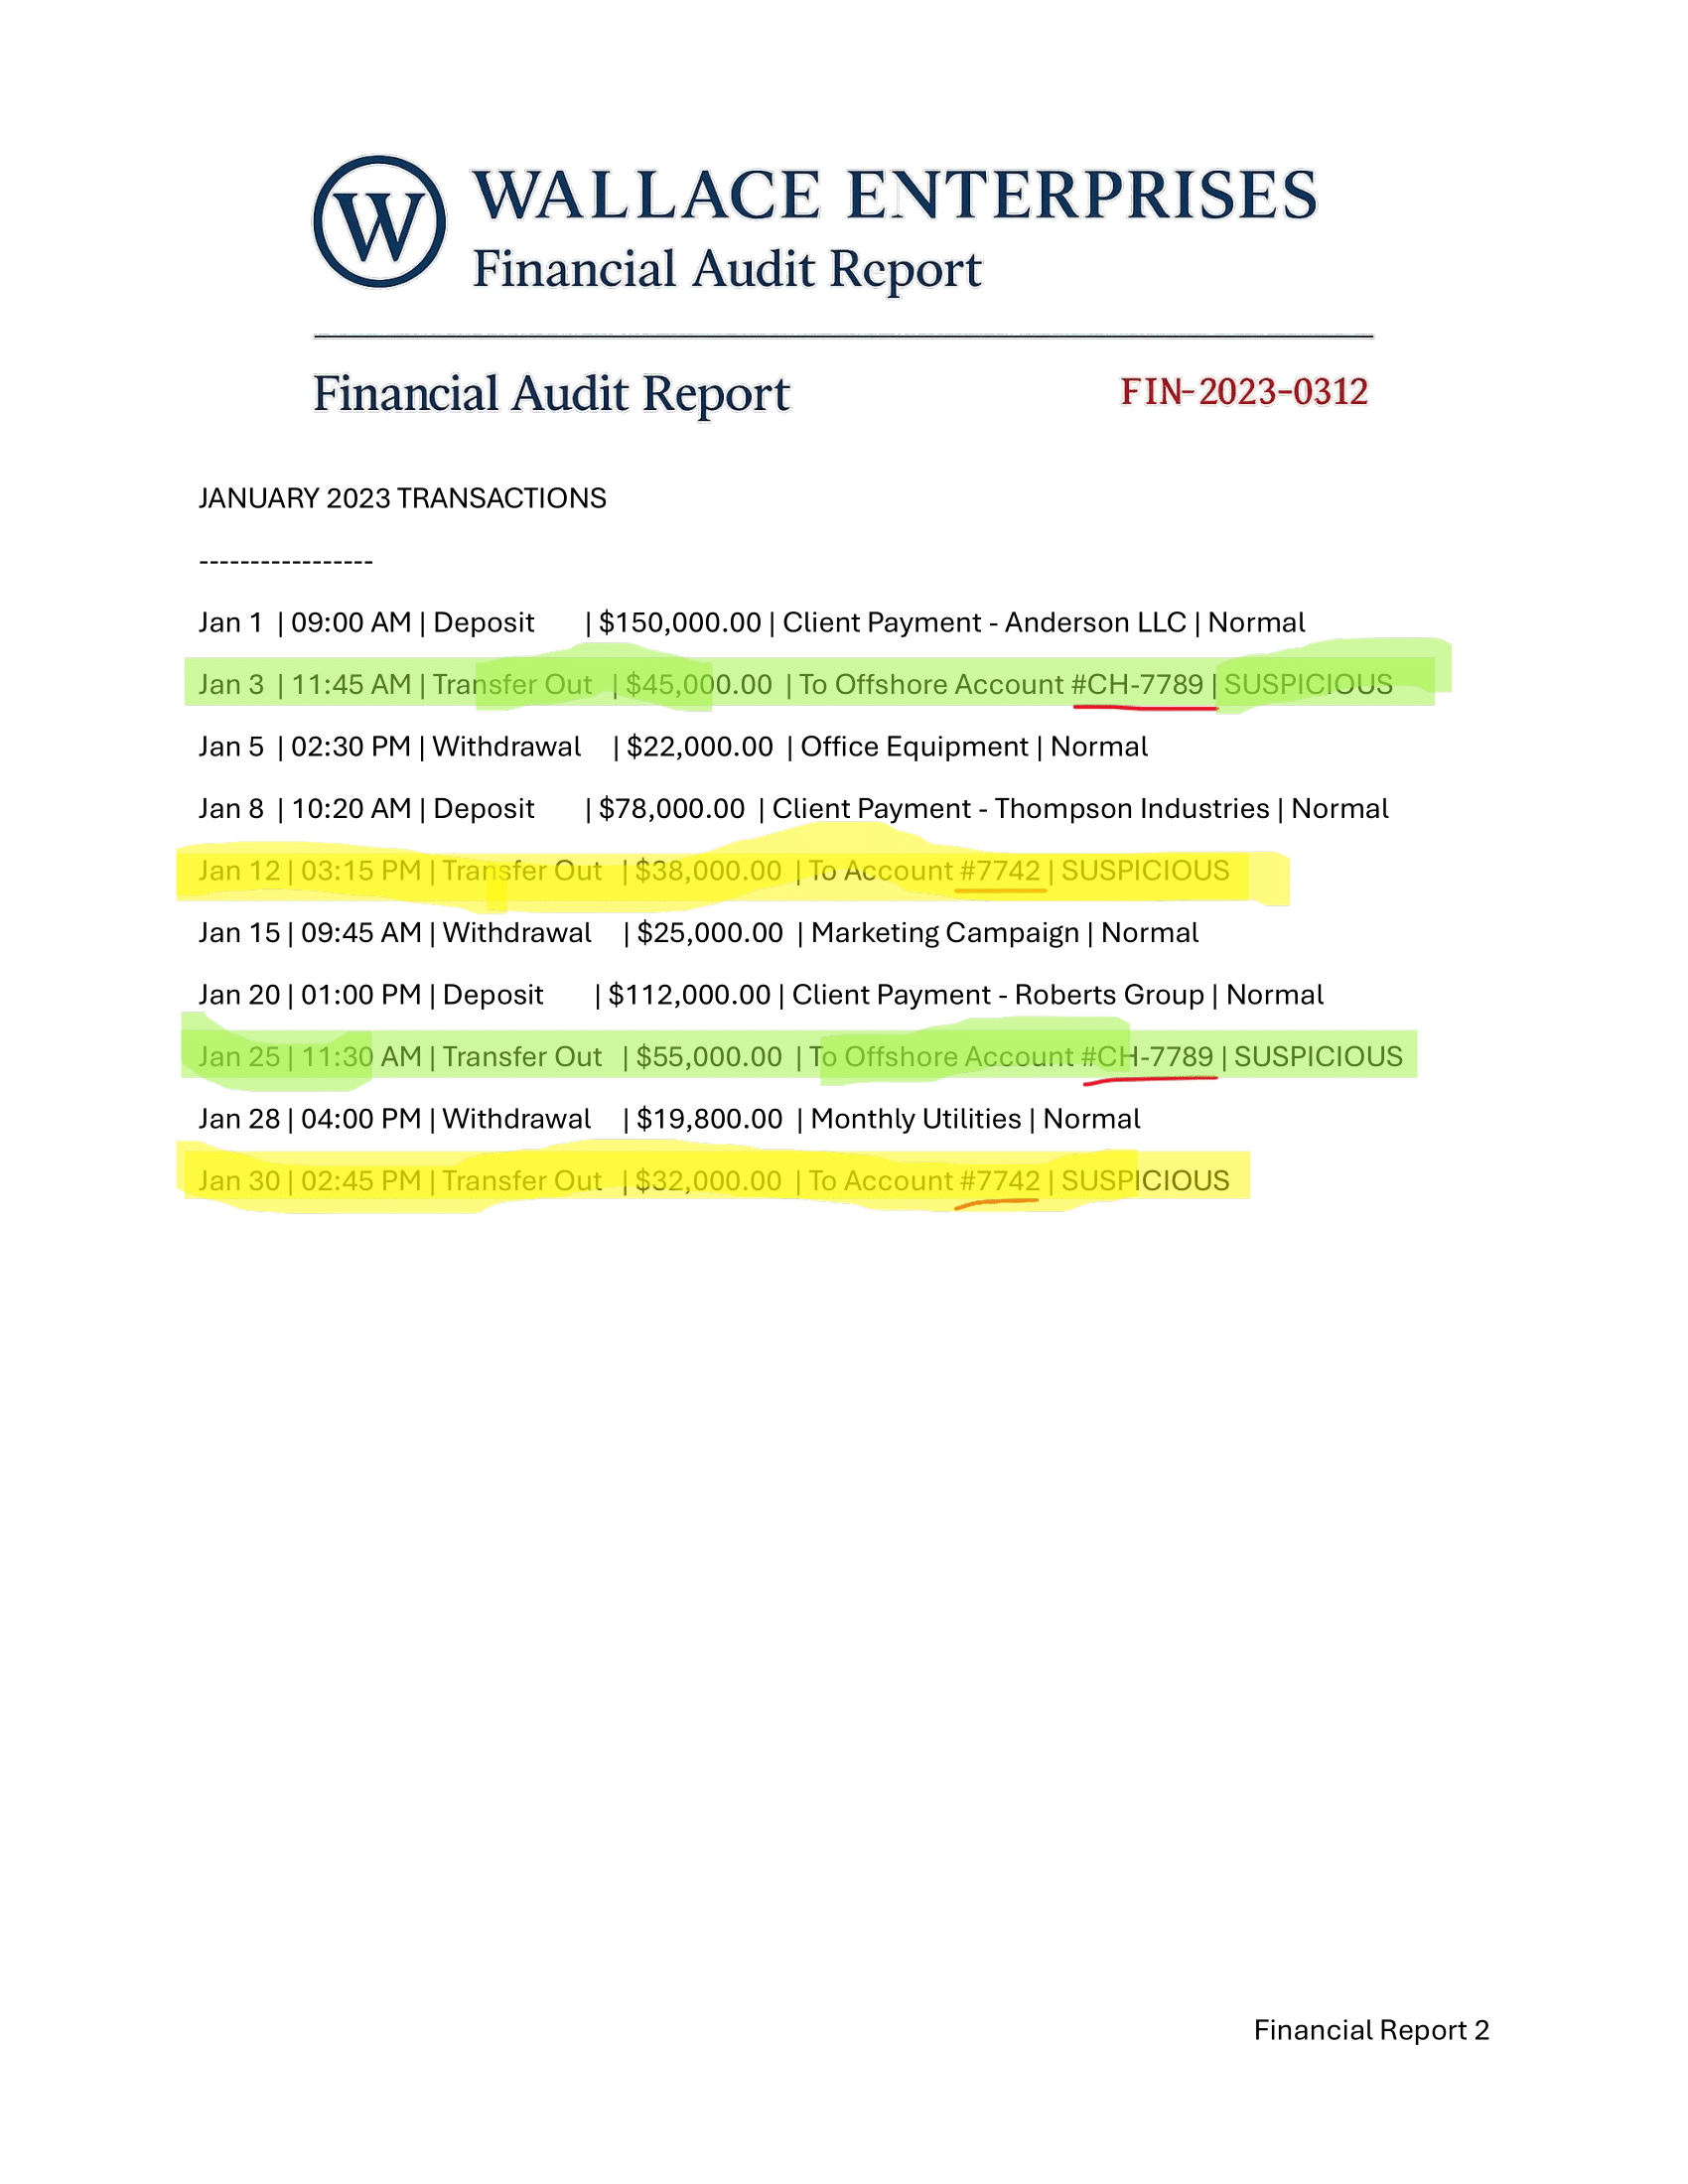 W
WALLACE ENTERPRISES
Financial Audit Rcport
Financial Audit Report FIN-2023-0312
JANUARY 2023 TRANSACTIONS
-----------------
Jan 1 | 09:00 AM | Deposit | $150,000.00 | Client Payment - Anderson LLC | Normal
Jan 3 | 11:45 AM | Transfer Out | $45,000.00 | To Offshore Account #CH-7789 | SUSPICIOUS
Jan 5 | 02:30 PM | Withdrawal | $22,000.00 | Office Equipment | Normal
Jan 8 | 10:20 AM | Deposit | $78,000.00 | Client Payment - Thompson Industries | Normal
Jan 12 | 03:15 PM | Transfer Out | $38,000.00 | To Account #7742 | SUSPICIOUS
Jan 15 | 09:45 AM | Withdrawal | $25,000.00 | Marketing Campaign | Normal
Jan 20 | 01:00 PM | Deposit | $112,000.00 | Client Payment - Roberts Group | Normal
Jan 25 | 11:30 AM | Transfer Out | $55,000.00 | To Offshore Account #CH-7789 | SUSPICIOUS
Jan 28 | 04:00 PM | Withdrawal | $19,800.00 | Monthly Utilities | Normal
Jan 30 | 02:45 PM | Transfer Out | $32,000.00 | To Account #7742 | SUSPICIOUS
Financial Report 2